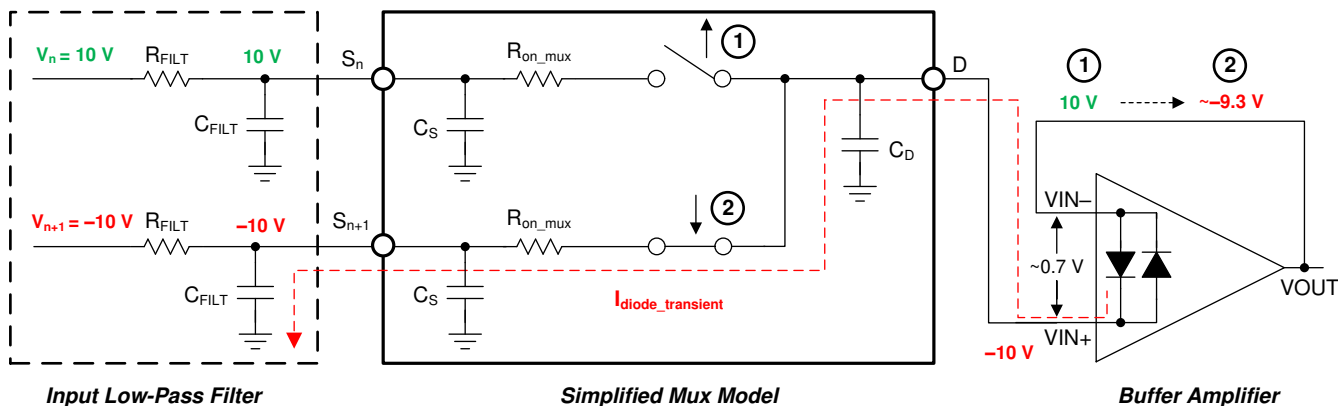 Vn = 10 V
RFILT
10 V
Sn
Ron_mux
1
D
1
2
10 V
~–9.3 V
CFILT
CS
CD
Vn+1 = –10 V
RFILT
–10 V
Sn+1
Ron_mux
2
VIN–
~0.7 V
VOUT
CFILT
CS
Idiode_transient
VIN+
–10 V
Input Low-Pass Filter
Simplified Mux Model
Buffer Amplifier